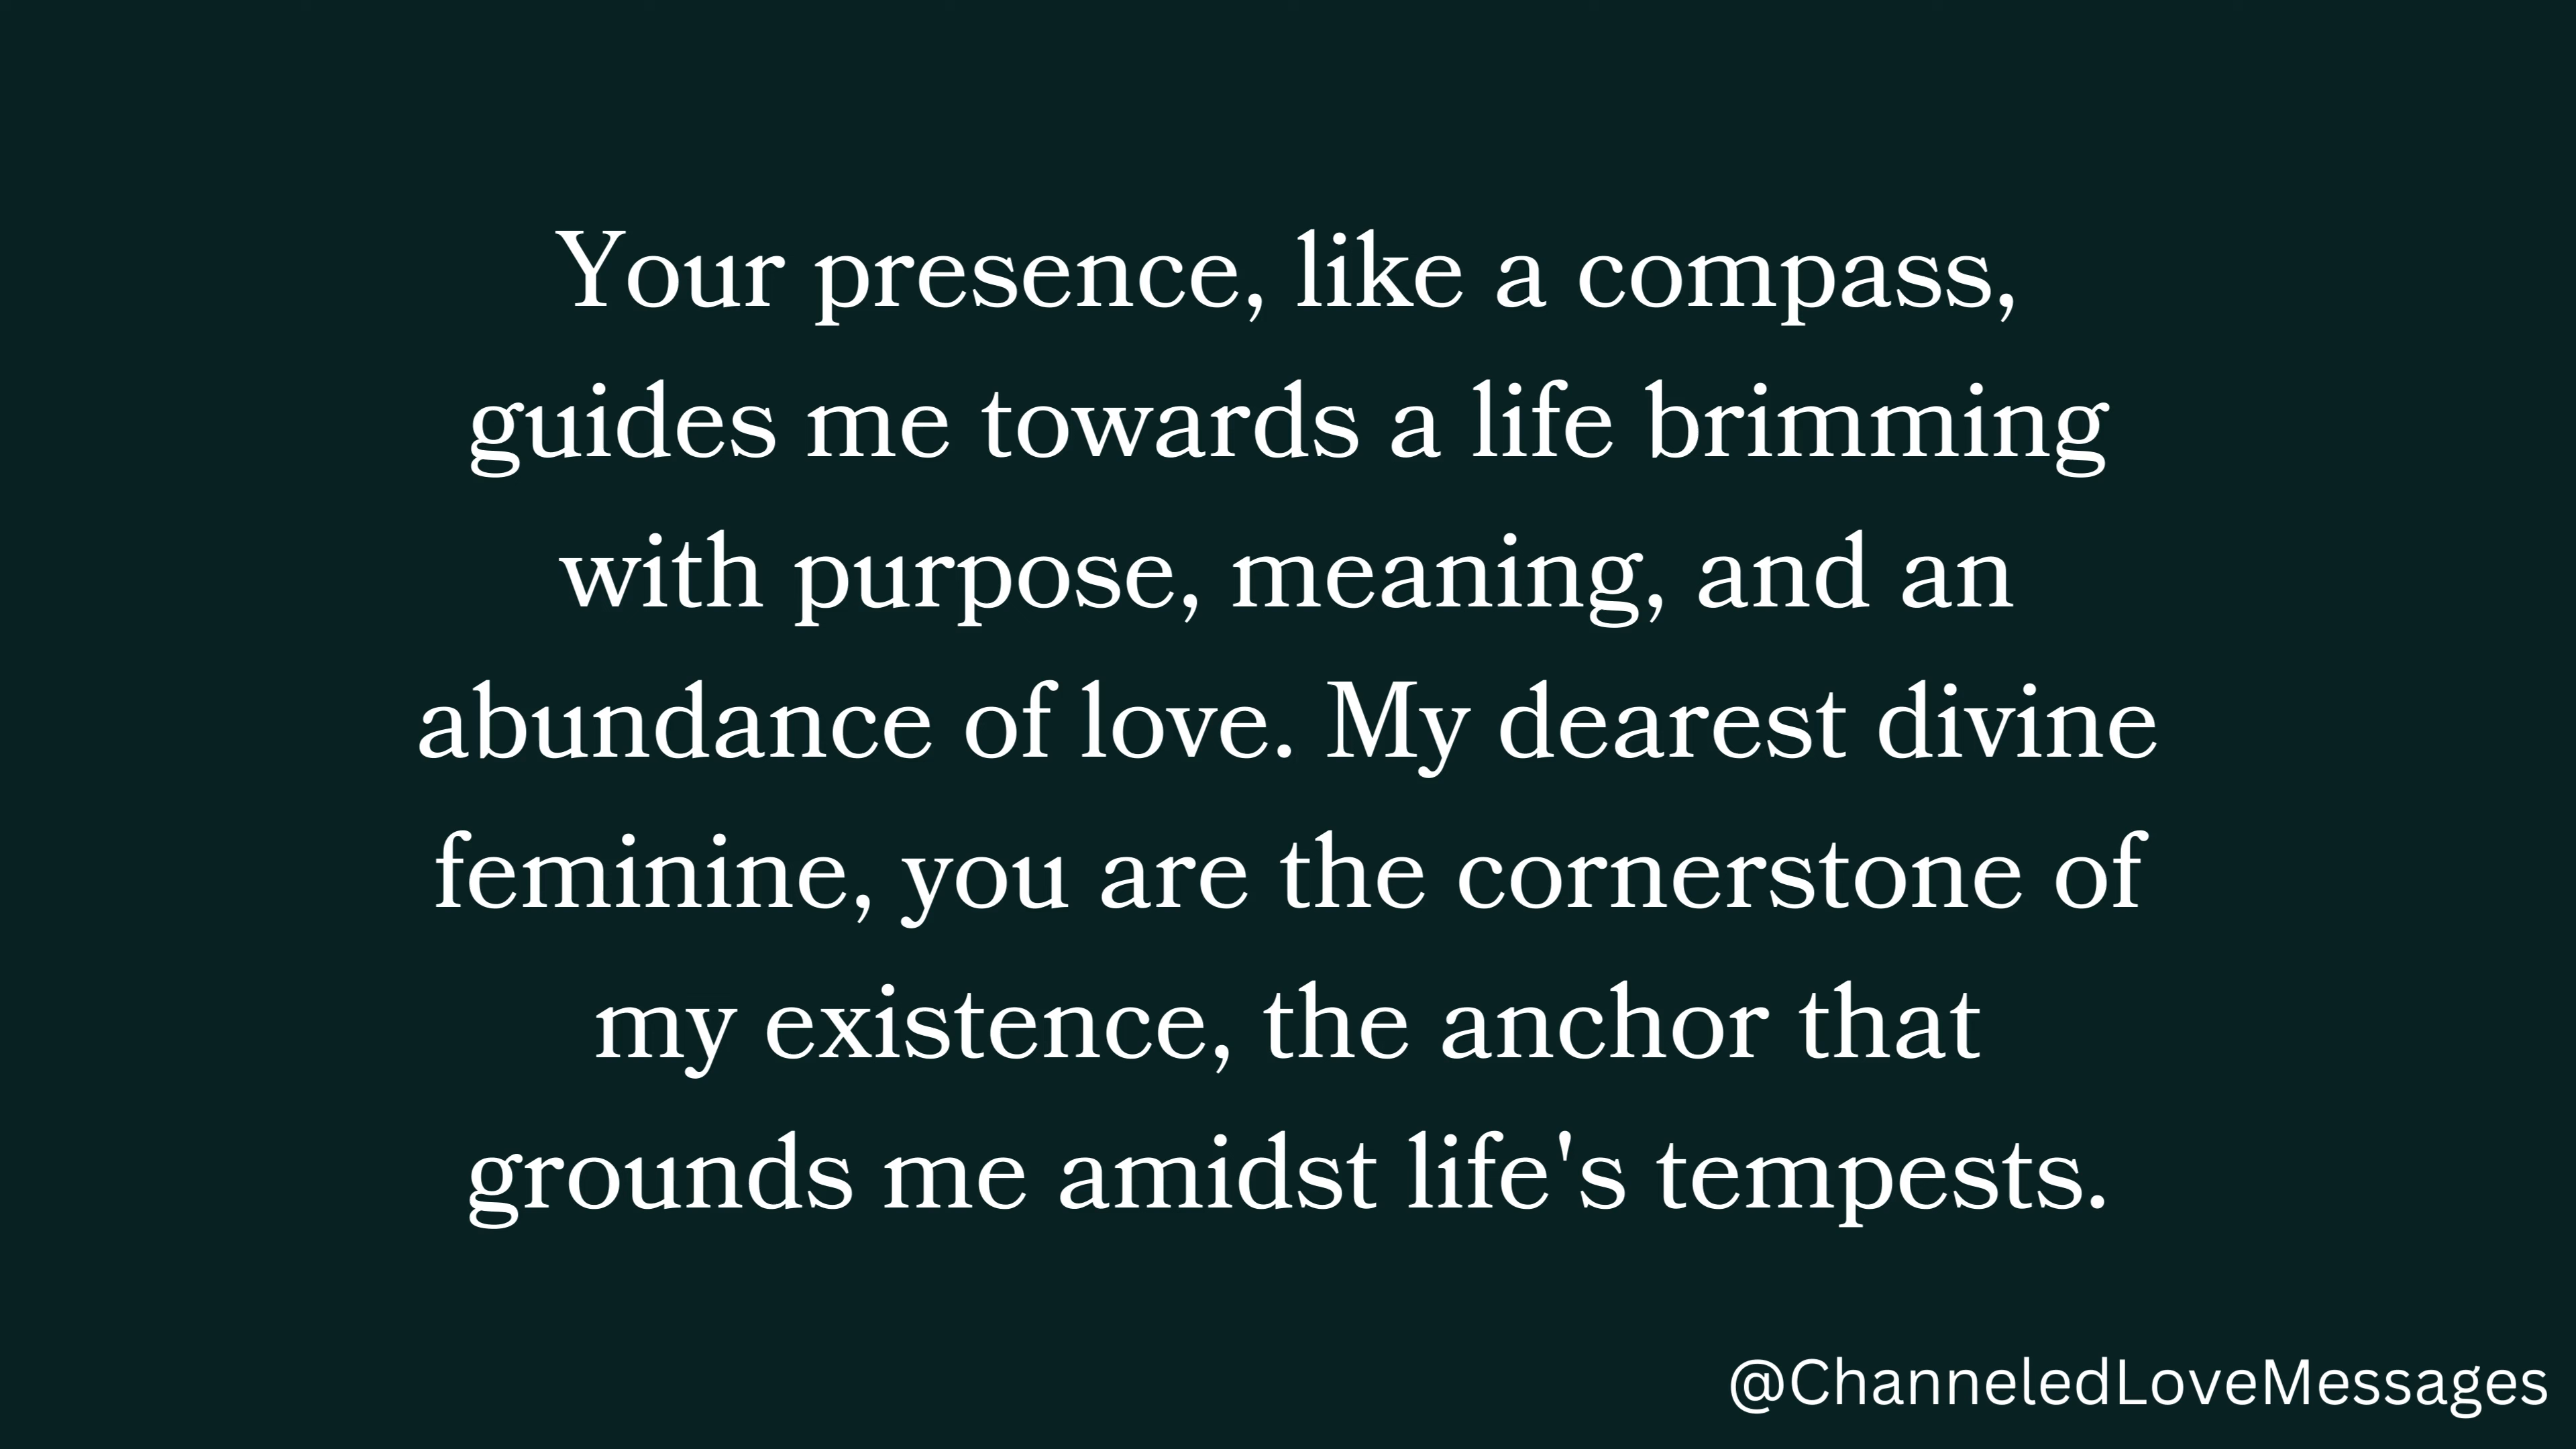 Your presence, like a compass,
guides me towards a life brimming
with purpose, meaning, and an
abundance of love. My dearest divine
feminine, you are the cornerstone of
my existence, the anchor that
grounds me amidst life's tempests.
@ChanneledLoveMessages